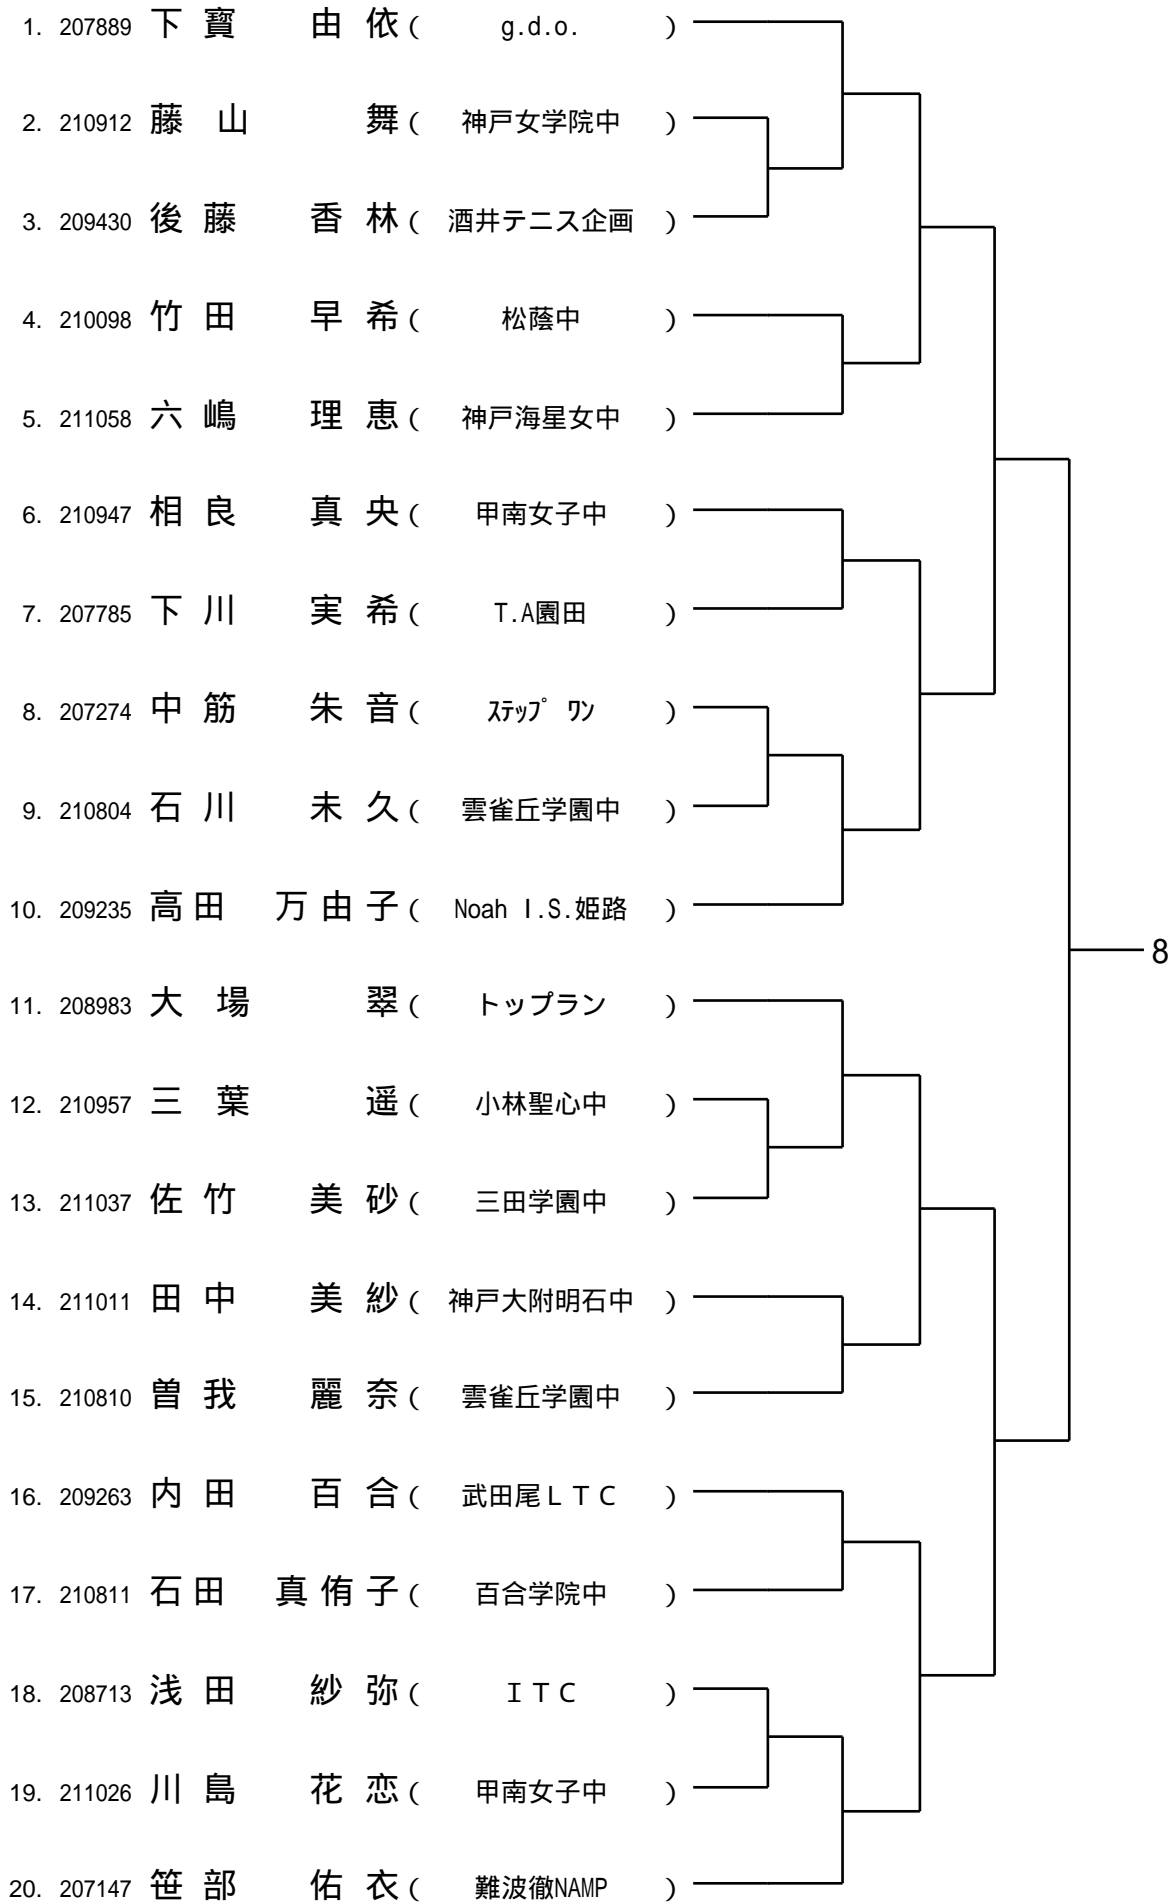 1. 207889 下寳 由依 ( g.d.o. )
2. 210912 藤山 舞 ( 神戸女学院中 )
3. 209430 後藤 香林 ( 酒井テニス企画 )
4. 210098 竹田 早希 ( 松蔭中 )
5. 211058 六嶋 理恵 ( 神戸海星女中 )
6. 210947 相良 真央 ( 甲南女子中 )
7. 207785 下川 実希 ( T.A園田 )
8. 207274 中筋 朱音 ( ｽﾃｯﾌﾟ ﾜﾝ )
9. 210804 石川 未久 ( 雲雀丘学園中 )
10. 209235 高田 万由子 ( Noah I.S.姫路 )
8
11. 208983 大場 翠 ( トップラン )
12. 210957 三葉 遥 ( 小林聖心中 )
13. 211037 佐竹 美砂 ( 三田学園中 )
14. 211011 田中 美紗 ( 神戸大附明石中 )
15. 210810 曽我 麗奈 ( 雲雀丘学園中 )
16. 209263 内田 百合 ( 武田尾ＬＴＣ )
17. 210811 石田 真侑子 ( 百合学院中 )
18. 208713 浅田 紗弥 ( ＩＴＣ )
19. 211026 川島 花恋 ( 甲南女子中 )
20. 207147 笹部 佑衣 ( 難波徹NAMP )